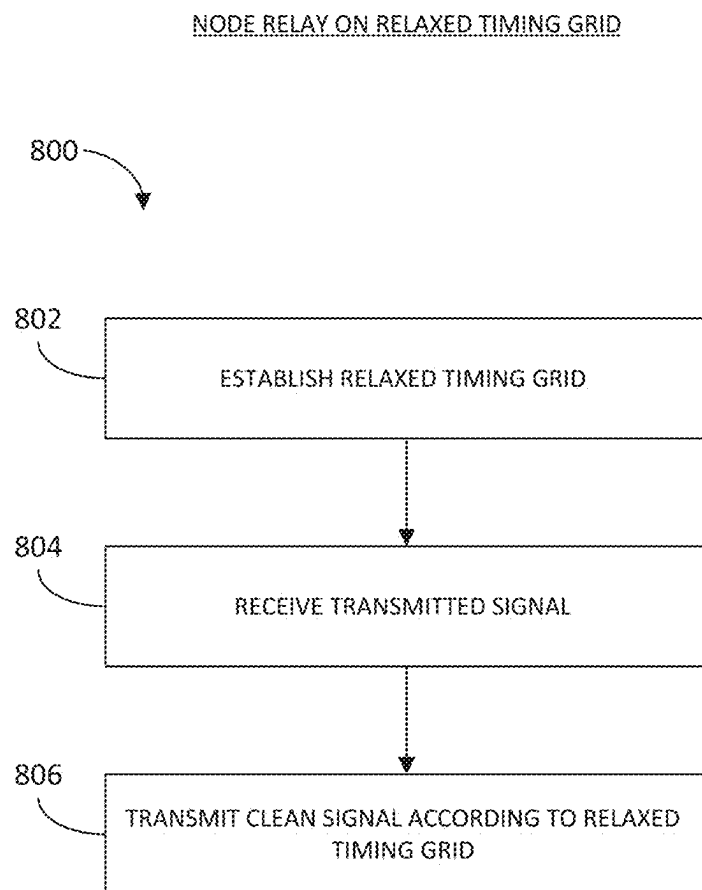 NODE RELAY ON RELAXED TIMING GRID
800
802
ESTABLISH RELAXED TIMING GRID
804
RECEIVE TRANSMITTED SIGNAL
806
TRANSMIT CLEAN SIGNAL ACCORDING TO RELAXED
TIMING GRID